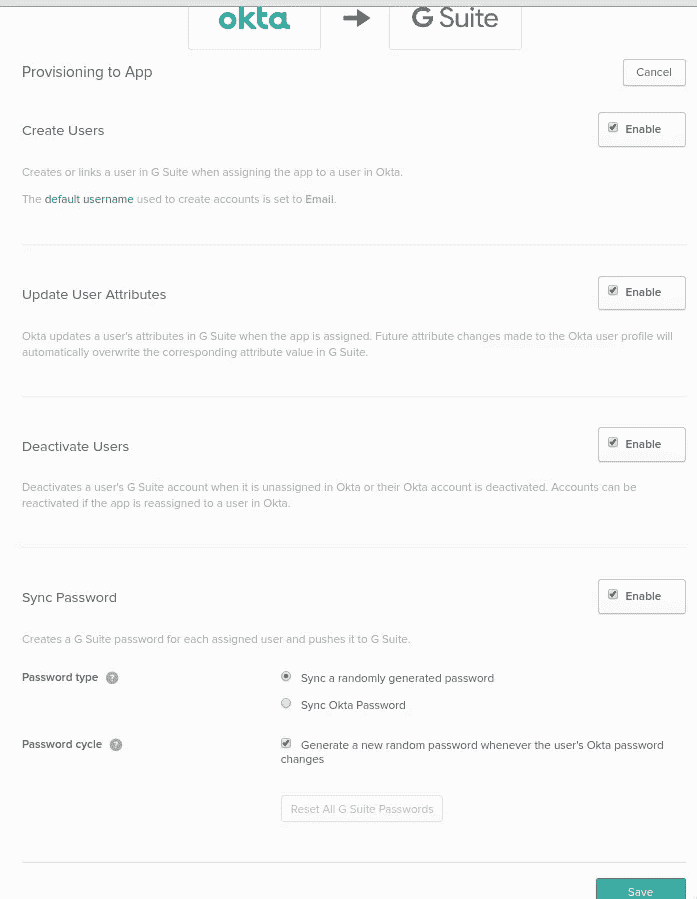 okta
G Suite
Provisioning to App
Cancel
Create Users
Enable
Creates or links a user in G Suite when assigning the app to a user in Okta.
The default username used to create accounts is set to Email.
Update User Attributes
Enable
Okta updates a user's attributes in G Suite when the app is assigned. Future attribute changes made to the Okta user profile will
automatically overwrite the corresponding attribute value in G Suite.
Deactivate Users
Enable
Deactivates a user's G Suite account when it is unassigned in Okta or their Okta account is deactivated. Accounts can be
reactivated if the app is reassigned to a user in Okta.
Sync Password
Enable
Creates a G Suite password for each assigned user and pushes it to G Suite.
Password type ?
Sync a randomly generated password
Sync Okta Password
Password cycle ?
Generate a new random password whenever the user's Okta password
changes
Reset All G Suite Passwords
Save